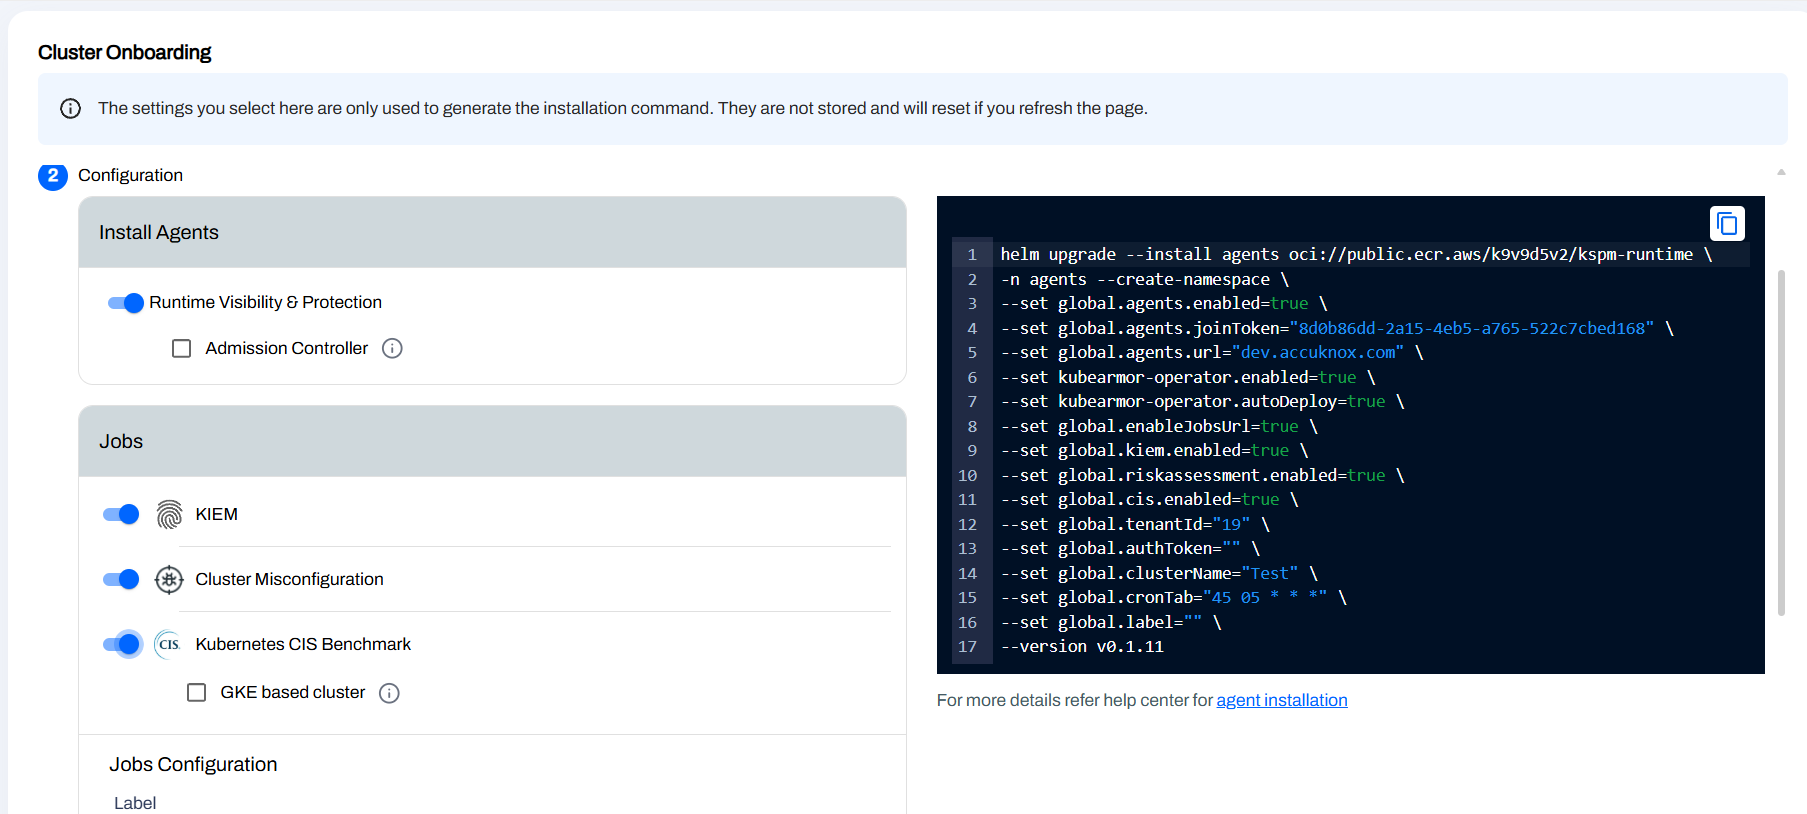 Cluster Onboarding
The settings you select here are only used to generate the installation command. They are not stored and will reset if you refresh the page.
2 Configuration
Install Agents
Runtime Visibility & Protection
Admission Controller
Jobs
KIEM
Cluster Misconfiguration
CIS. Kubernetes CIS Benchmark
GKE based cluster
Jobs Configuration
Label
1 helm upgrade --install agents oci://public.ecr.aws/k9v9d5v2/kspm-runtime \
2 -n agents --create-namespace \
3 --set global.agents.enabled=true \
4 --set global.agents.joinToken="8d0b86dd-2a15-4eb5-a765-522c7cbed168" \
5 --set global.agents.url="dev.accuknox.com" \
6 --set kubearmor-operator.enabled=true \
7 --set kubearmor-operator.autoDeploy=true \
8 --set global.enableJobsUrl=true \
9 --set global.kiem.enabled=true \
10 --set global.riskassessment.enabled=true \
11 --set global.cis.enabled=true \
12 --set global.tenantId="19" \
13 --set global.authToken="" \
14 --set global.clusterName="Test" \
15 --set global.cronTab="45 05 * * *" \
16 --set global.label="" \
17 --version v0.1.11
For more details refer help center for agent installation